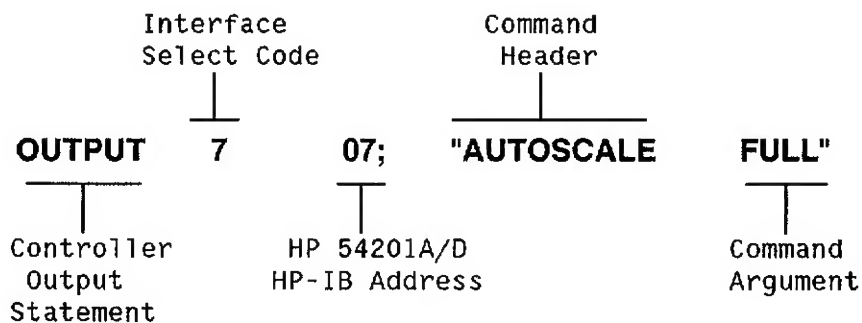 Interface Command
Select Code Header
OUTPUT 7 07; "AUTOSCALE FULL"
Controller HP 54201A/D Command
Output HP-IB Address Argument
Statement